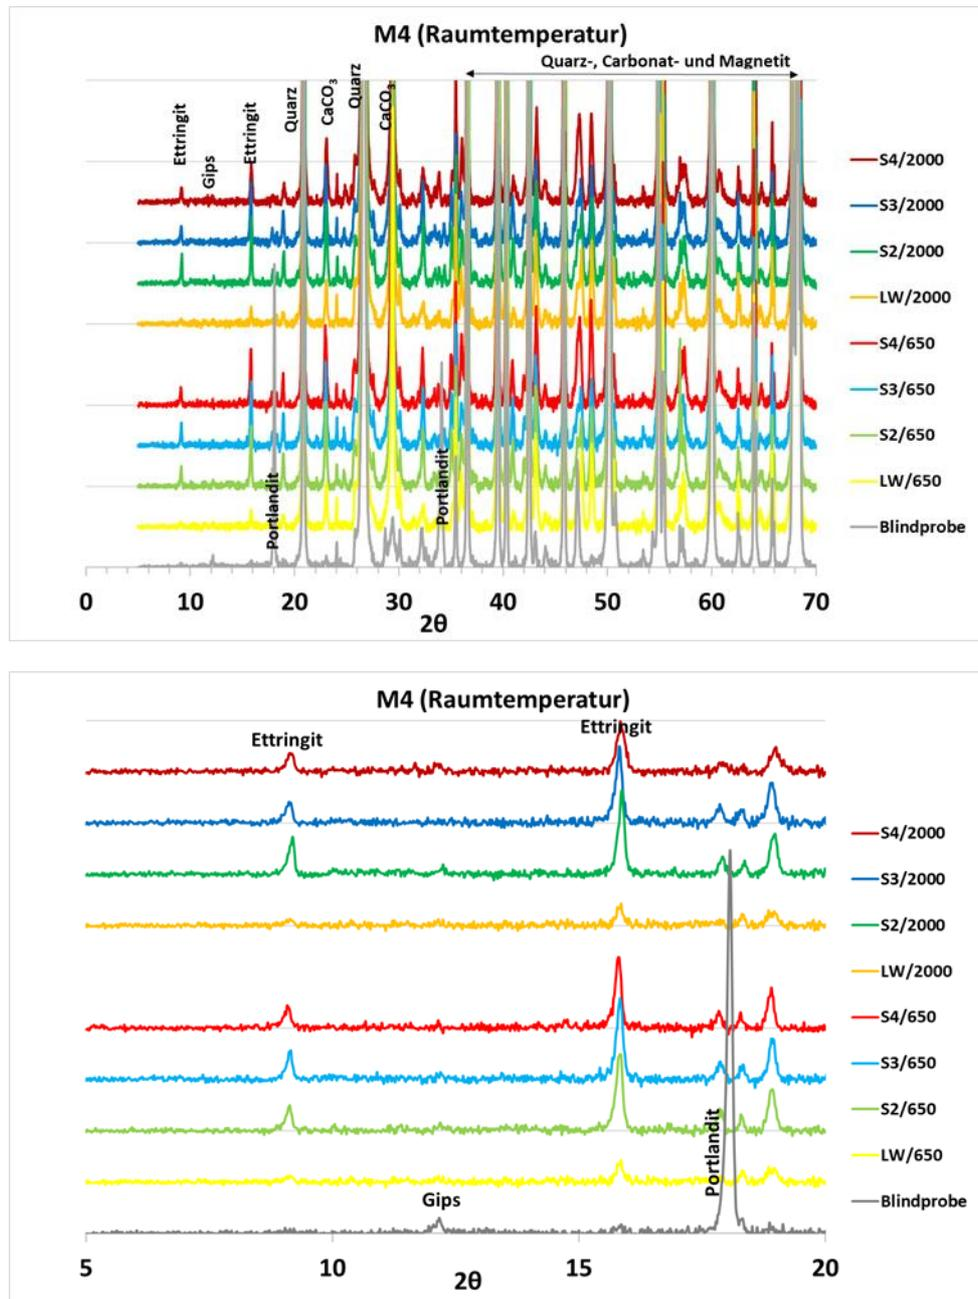 M4 (Raumtemperatur)
Quarz-, Carbonat- und Magnetit
Ettringit
Gips
Ettringit
Quarz
CaCO3
Quarz
CaCO3
Portlandit
Portlandit
S4/2000
S3/2000
S2/2000
LW/2000
S4/650
S3/650
S2/650
LW/650
Blindprobe
0 10 20 30 40 50 60 70
2θ
M4 (Raumtemperatur)
Ettringit
Ettringit
Gips
Portlandit
S4/2000
S3/2000
S2/2000
LW/2000
S4/650
S3/650
S2/650
LW/650
Blindprobe
5 10 15 20
2θ